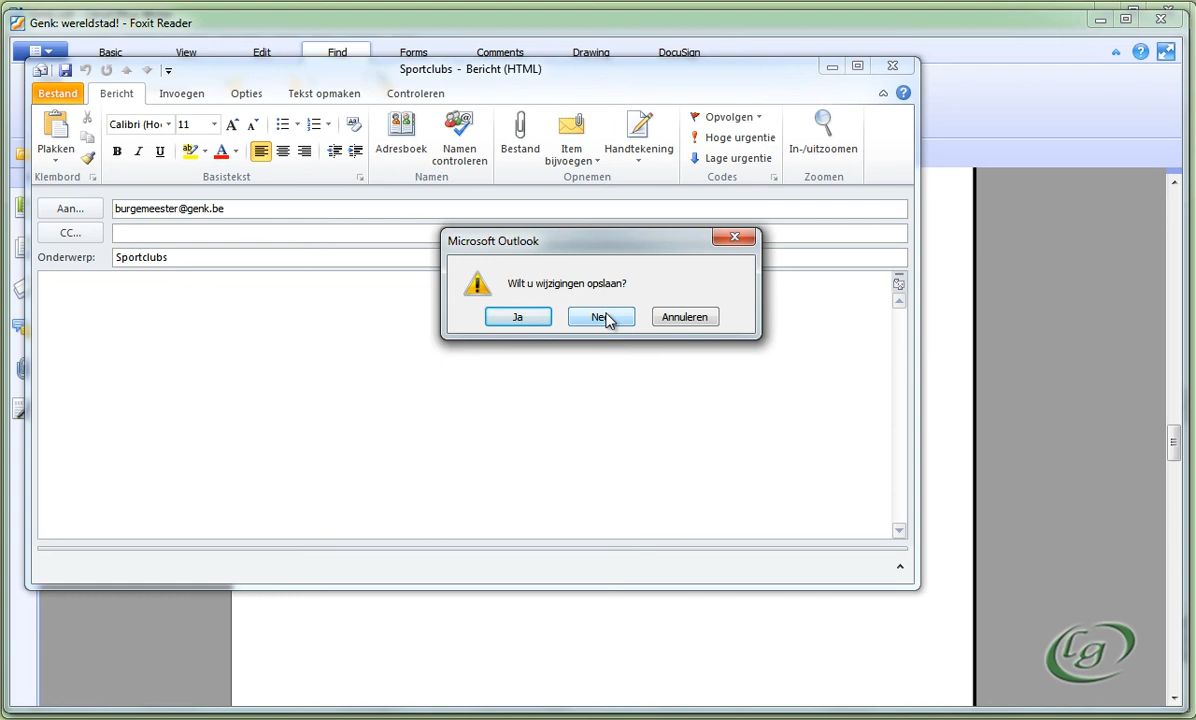 Genk: wereldstad! - Foxit Reader
Basic View Edit Find Forms Comments Drawing DocuSign
Sportclubs - Bericht (HTML)
Bestand Bericht Invoegen Opties Tekst opmaken Controleren
Calibri (Ho 11
Plakken
Adresboek
Namen controleren
Bestand
Item bijvoegen
Handtekening
Opvolgen
Hoge urgentie
Lage urgentie
In-/uitzoomen
Klembord Basistekst Namen Opnemen Codes Zoomen
Aan... burgemeester@genk.be
CC...
Onderwerp: Sportclubs
Microsoft Outlook
Wilt u wijzigingen opslaan?
Ja Annuleren
lg